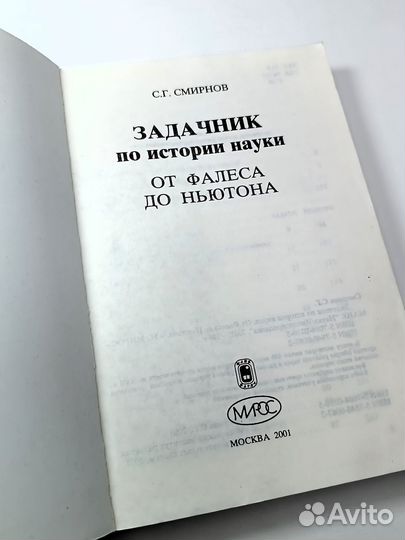 С.Г. СМИРНОВ
ЗАДАЧНИК
по истории науки
ОТ ФАЛЕСА
ДО НЬЮТОНА
МИРОС
МОСКВА 2001
Avito